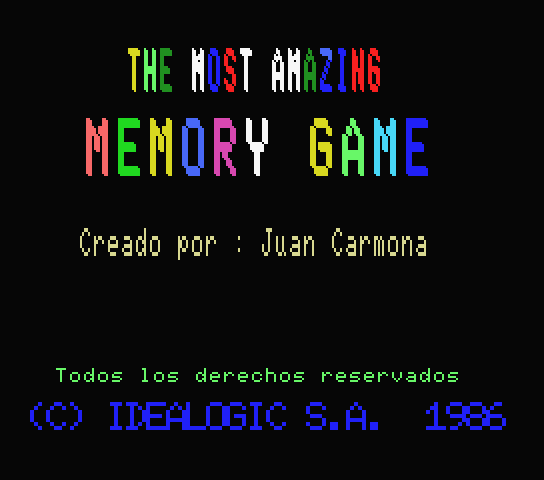 THE MOST AMAZING
MEMORY GAME
Creado por : Juan Carmona
Todos los derechos reservados
(C) IDEALOGIC S.A. 1986